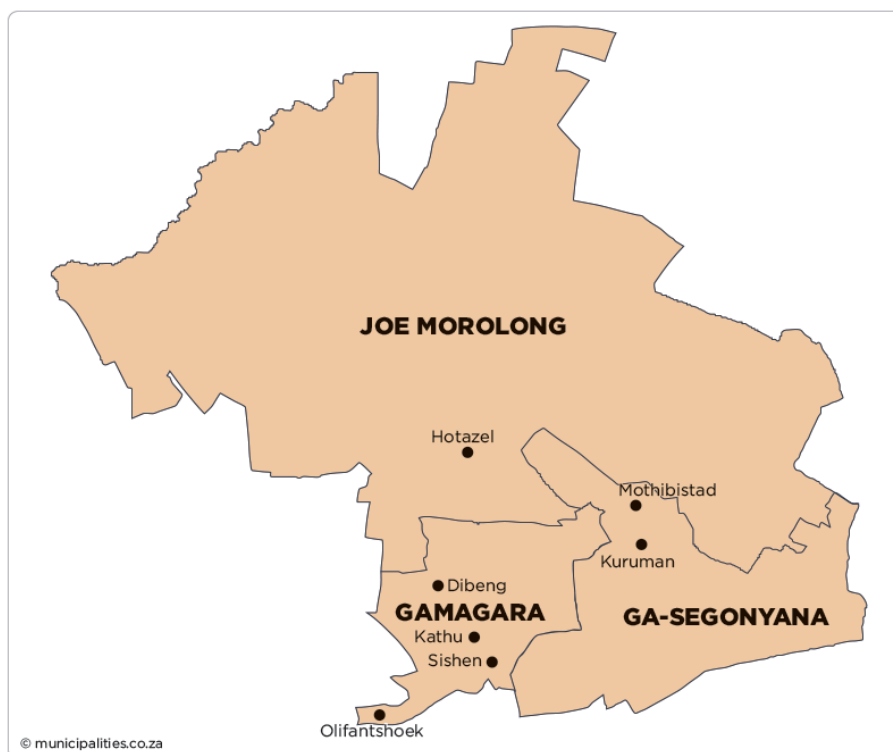 JOE MOROLONG
Hotazel
Mothibistad
Kuruman
Dibeng
GAMAGARA
GA-SEGONYANA
Kathu
Sishen
Olifantshoek
© municipalities.co.za